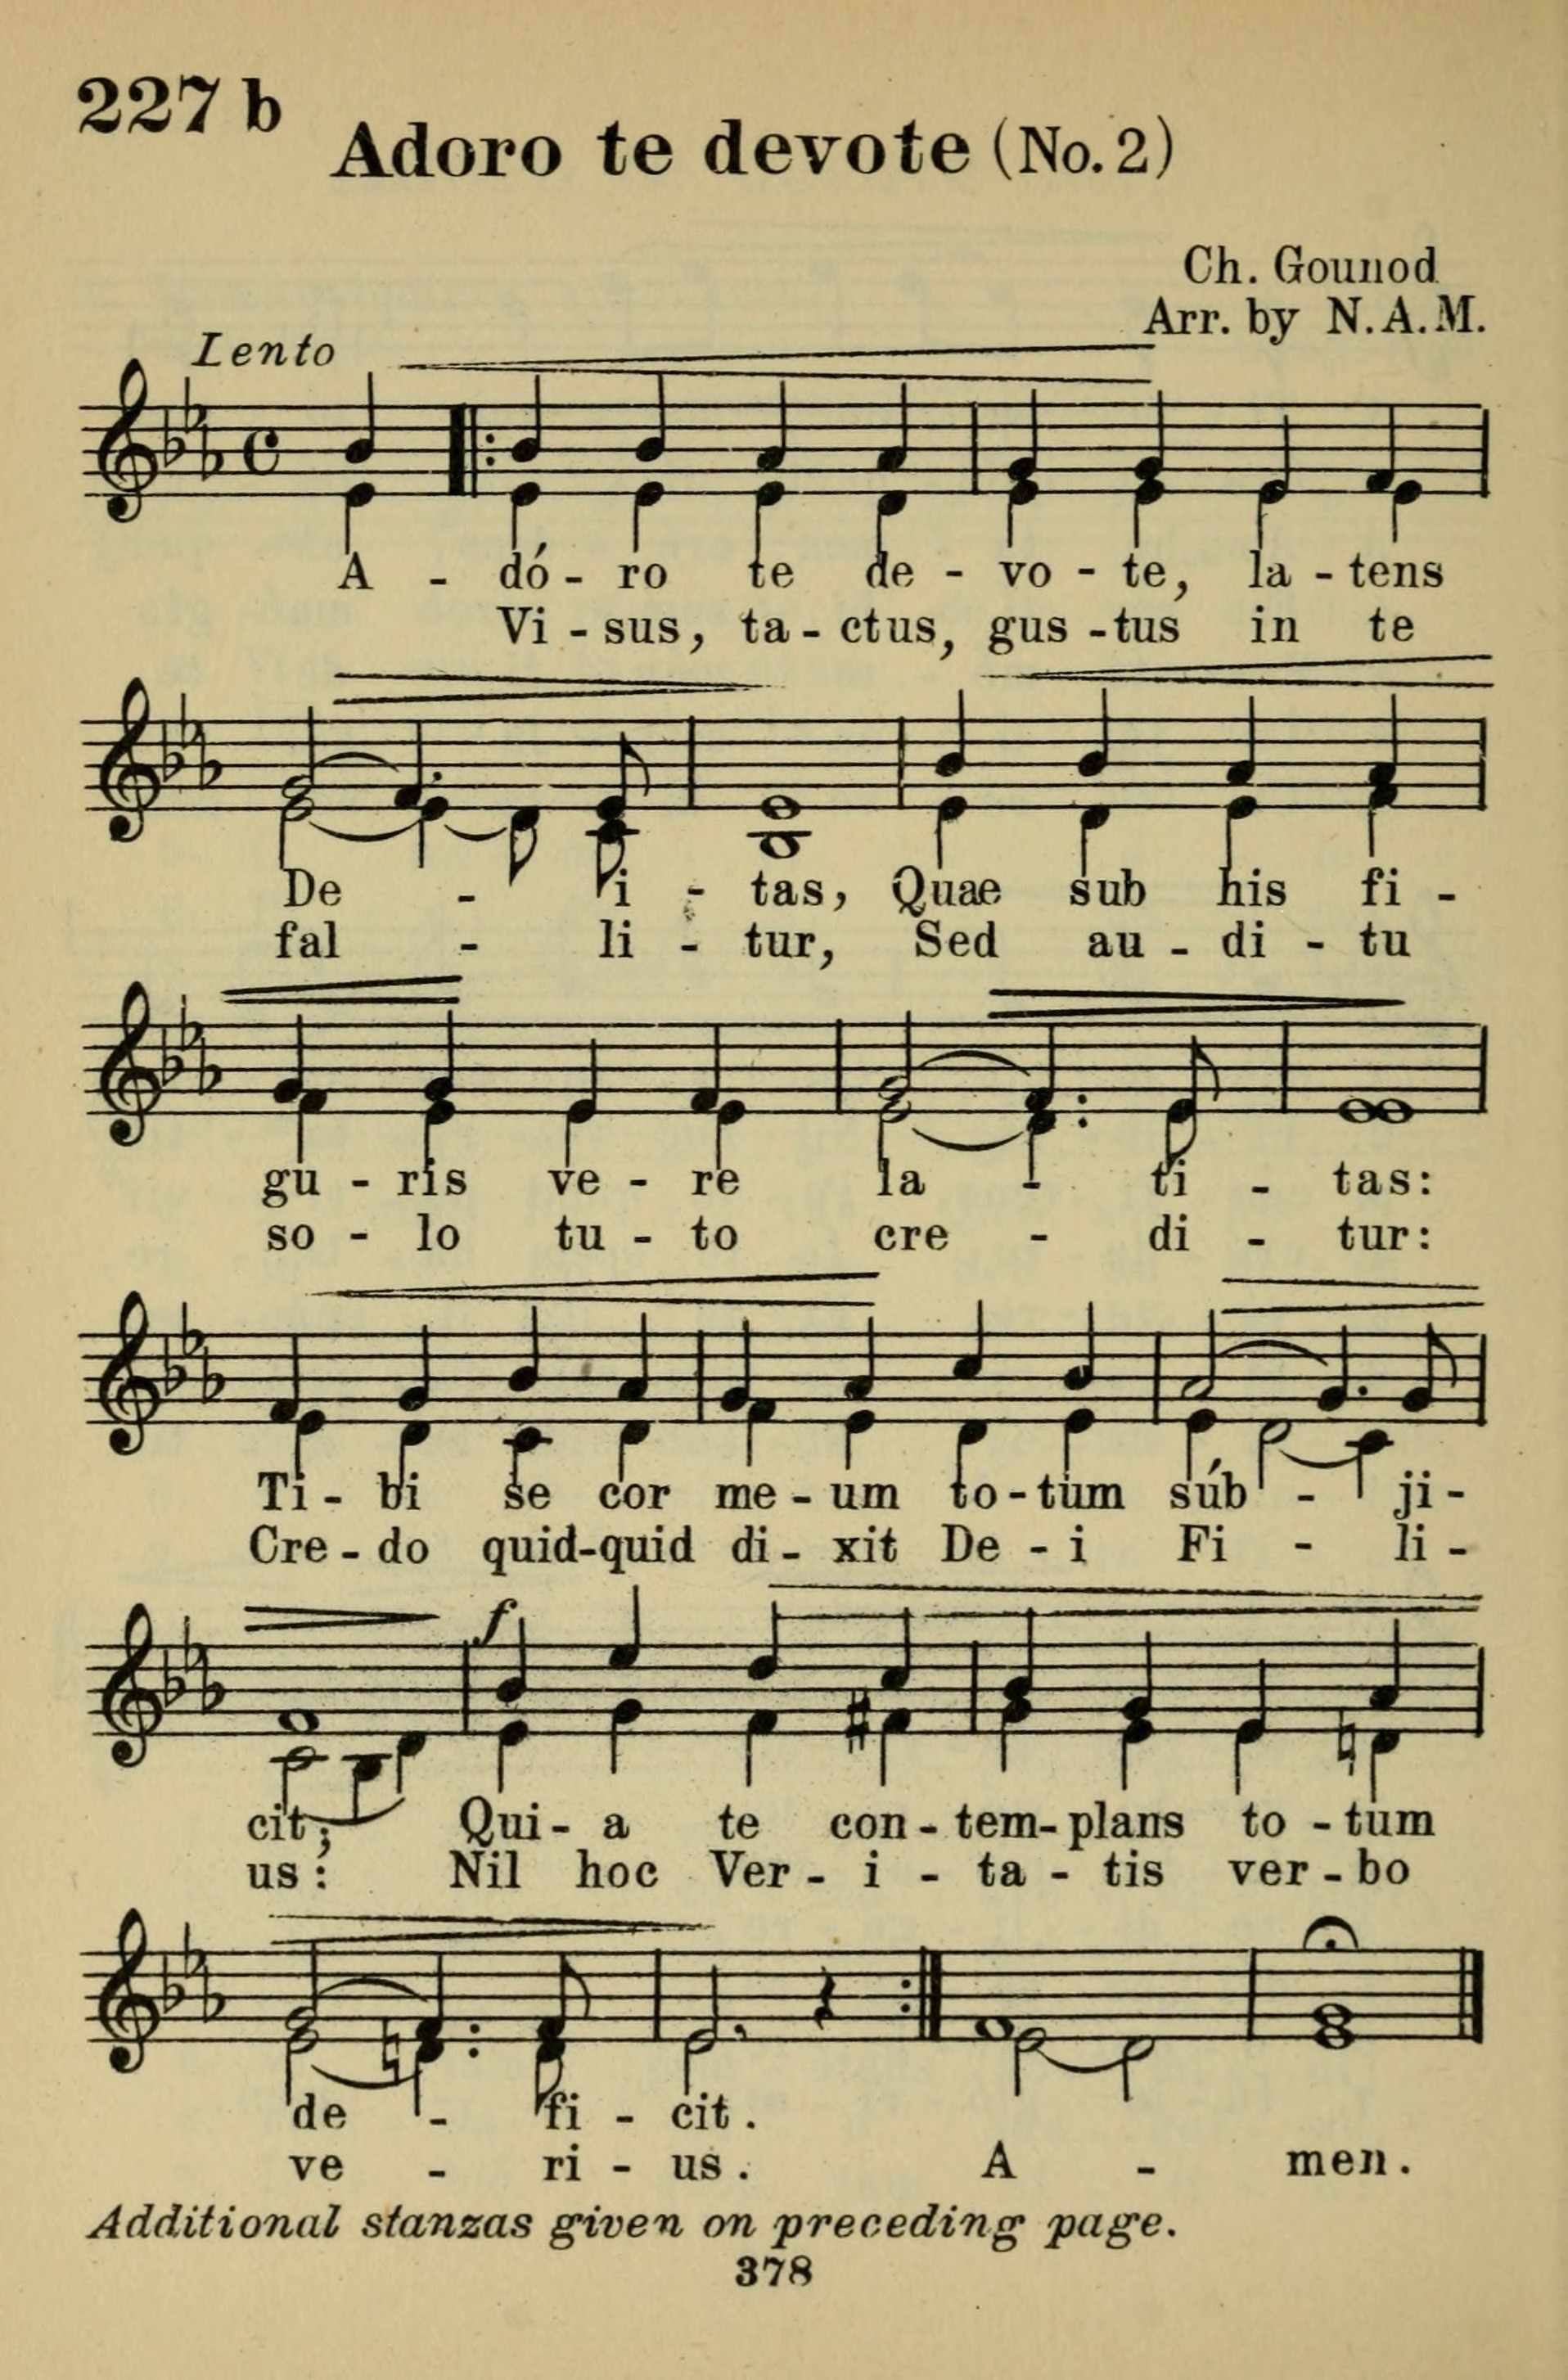 227 b
Adoro te devote (No. 2)
Ch. Gounod
Arr. by N. A. M.
Lento
A - dó - ro te de - vo - te, la - tens
Vi - sus, ta - ctus, gus - tus in te
De - i - tas, Quae sub his fi -
fal - li - tur, Sed au - di - tu
gu - ris ve - re la - ti - tas:
so - lo tu - to cre - di - tur:
Ti - bi se cor me - um to - tum súb - ji -
Cre - do quid-quid di - xit De - i Fi - li -
f
cit; Qui - a te con - tem - plans to - tum
us: Nil hoc Ver - i - ta - tis ver - bo
de - fi - cit.
ve - ri - us. A - men.
Additional stanzas given on preceding page.
378